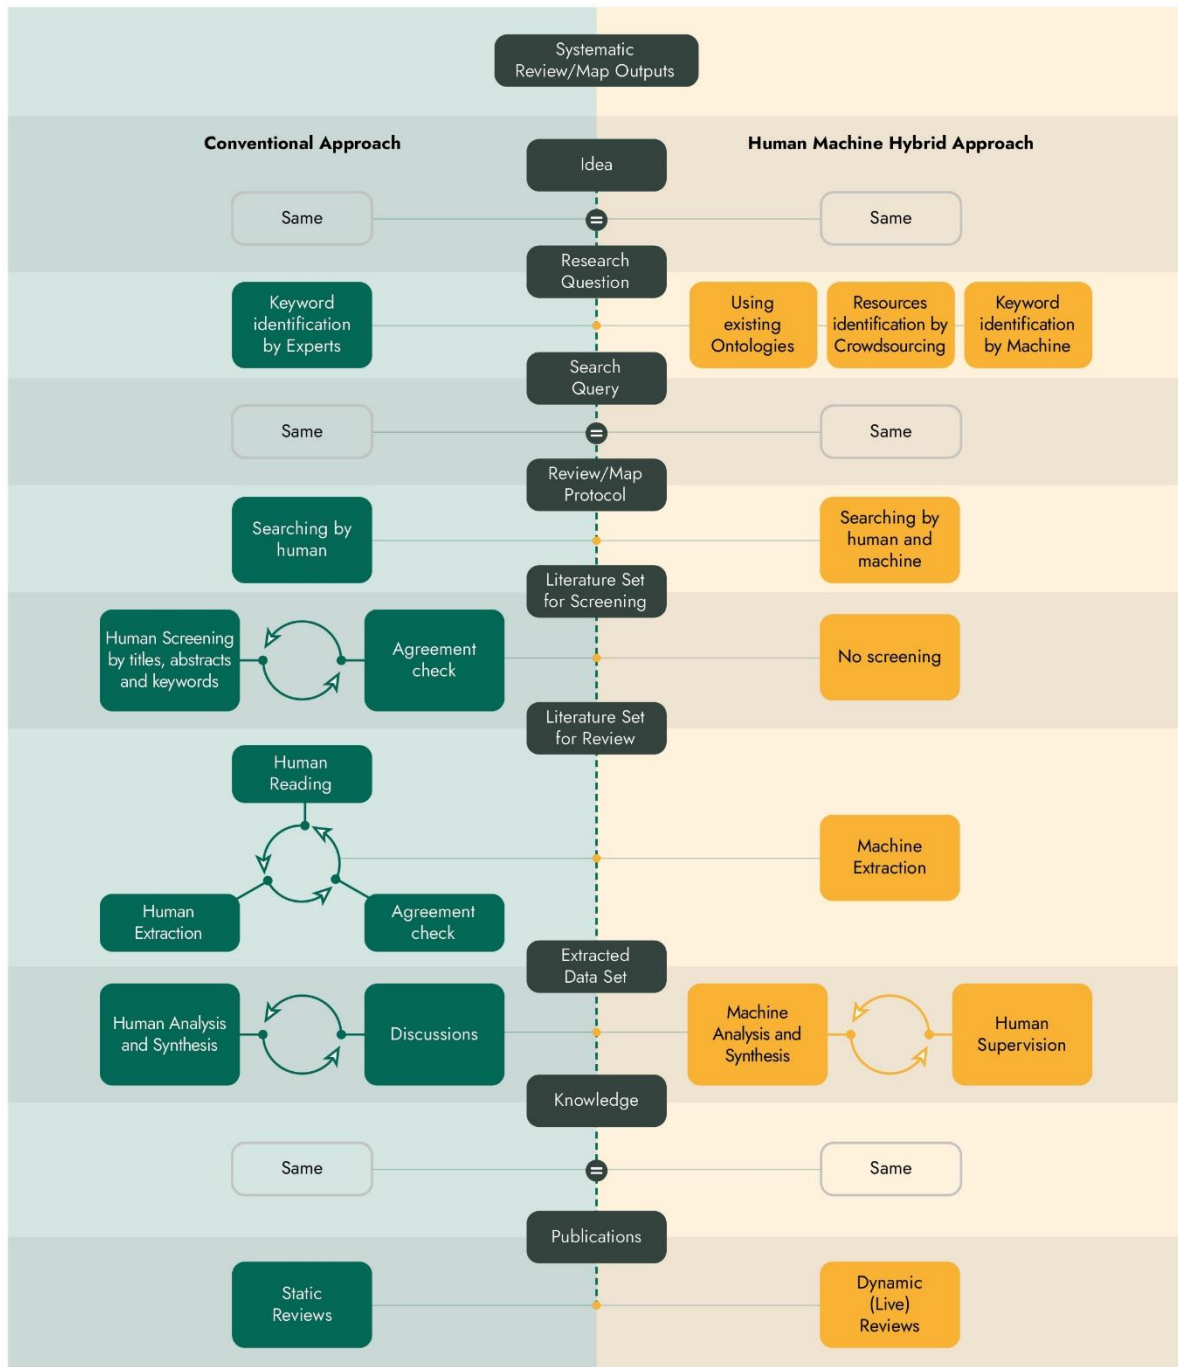 Systematic
Review/Map Outputs
Conventional Approach
Human Machine Hybrid Approach
Idea
Same
=
Same
Research
Question
Keyword
identification
by Experts
Using
existing
Ontologies
Resources
identification by
Crowdsourcing
Keyword
identification
by Machine
Search
Query
Same
=
Same
Review/Map
Protocol
Searching by
human
Searching by
human and
machine
Literature Set
for Screening
Human Screening
by titles, abstracts
and keywords
Agreement
check
No screening
Literature Set
for Review
Human
Reading
Machine
Extraction
Human
Extraction
Agreement
check
Extracted
Data Set
Human Analysis
and Synthesis
Discussions
Machine
Analysis and
Synthesis
Human
Supervision
Knowledge
Same
=
Same
Publications
Static
Reviews
Dynamic
(Live)
Reviews